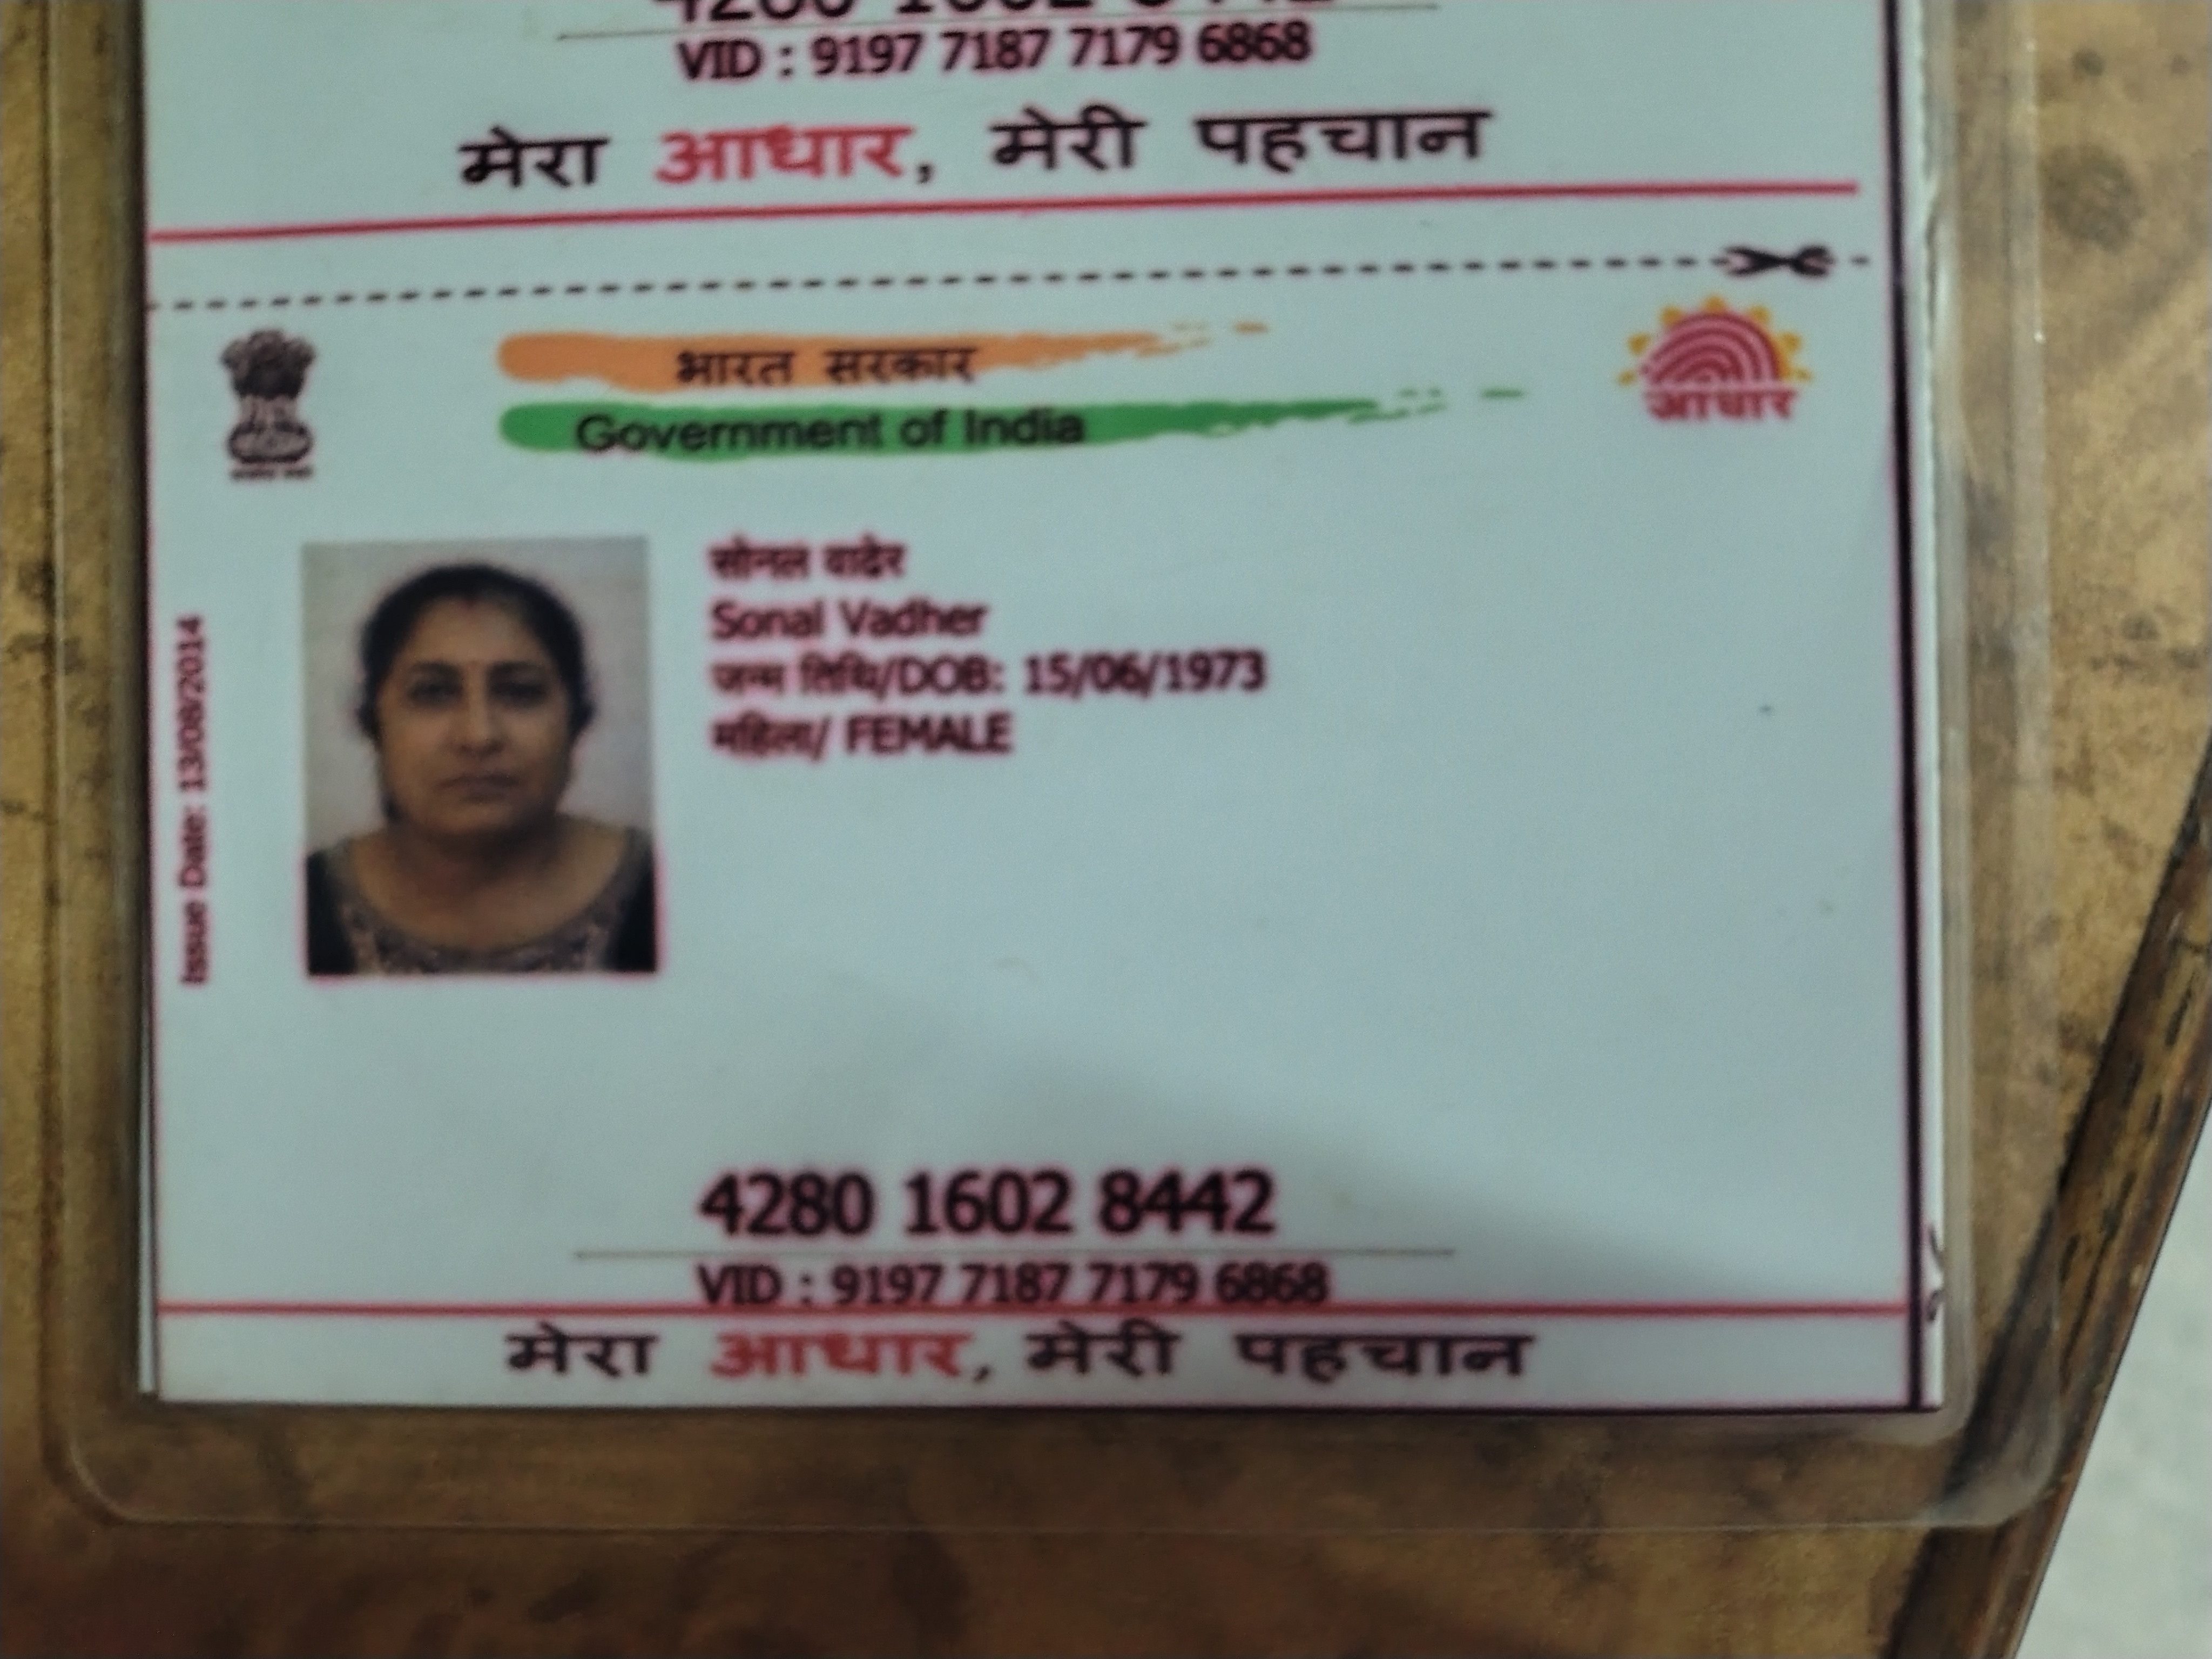 VID : 9197 7187 7179 6868
मेरा आधार, मेरी पहचान
भारत सरकार
Government of India
आधार
सोनल वाढेर
Sonal Vadher
जन्म तिथि/DOB: 15/06/1973
महिला/ FEMALE
Issue Date: 13/08/2014
4280 1602 8442
VID : 9197 7187 7179 6868
मेरा आधार, मेरी पहचान